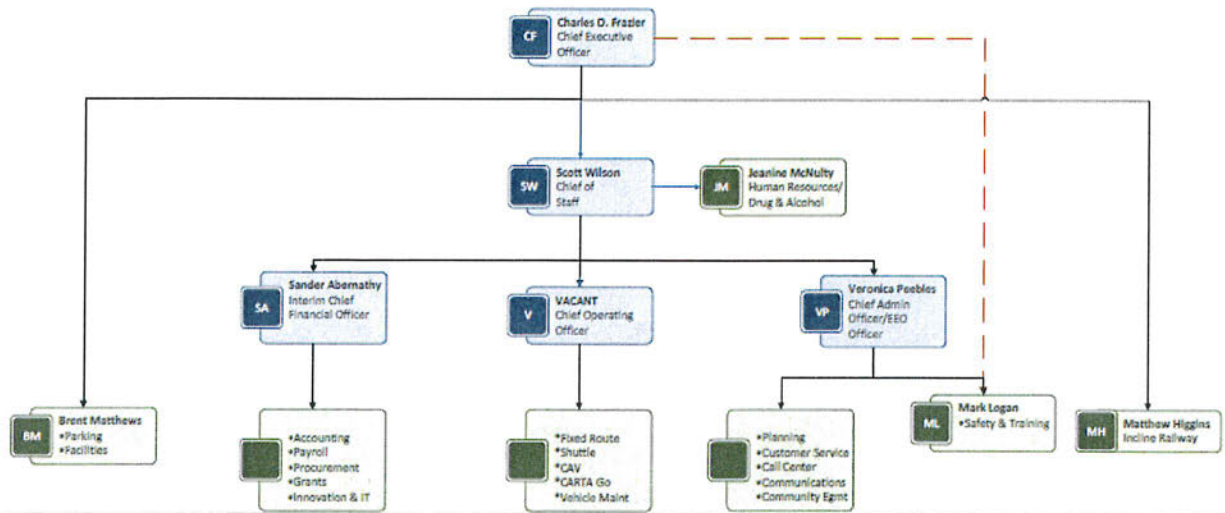 CF
Charles D. Frazier
Chief Executive
Officer
SW
Scott Wilson
Chief of
Staff
JM
Jeanine McNulty
Human Resources/
Drug & Alcohol
SA
Sander Abernathy
Interim Chief
Financial Officer
V
VACANT
Chief Operating
Officer
VP
Veronica Peebles
Chief Admin
Officer/EEO
Officer
BM
Brent Matthews
•Parking
•Facilities
•Accounting
•Payroll
•Procurement
•Grants
•Innovation & IT
•Fixed Route
•Shuttle
•CAV
•CARTA Go
•Vehicle Maint
•Planning
•Customer Service
•Call Center
•Communications
•Community Egmt
ML
Mark Logan
•Safety & Training
MH
Matthew Higgins
Incline Railway